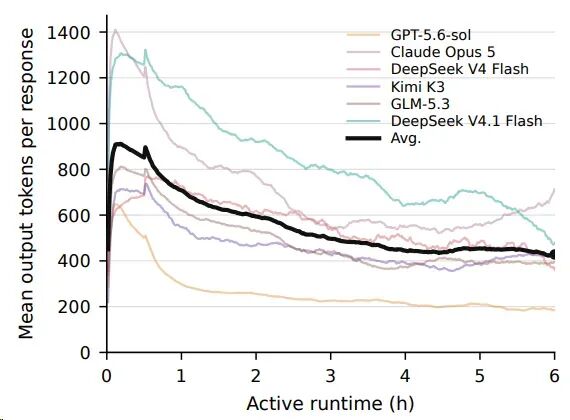 1400
1200
1000
800
600
400
200
0
Mean output tokens per response
GPT-5.6-sol
Claude Opus 5
DeepSeek V4 Flash
Kimi K3
GLM-5.3
DeepSeek V4.1 Flash
Avg.
0 1 2 3 4 5 6
Active runtime (h)